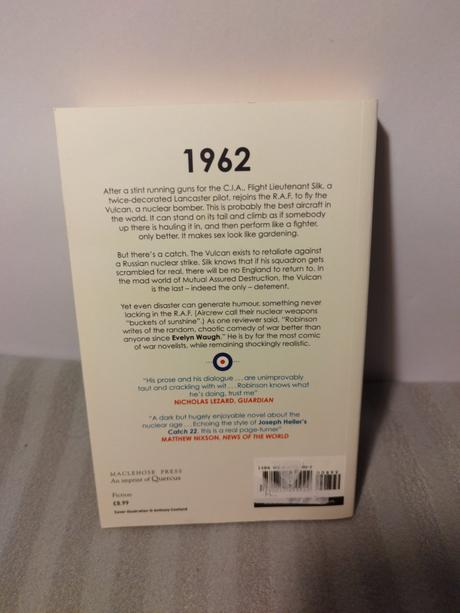 1962
After a stint running guns for the C.I.A., Flight Lieutenant Silk, a
twice-decorated Lancaster pilot, rejoins the R.A.F. to fly the
Vulcan, a nuclear bomber. This is probably the best aircraft in
the world. It can stand on its tail and climb as if somebody
up there is hauling it in, and then perform like a fighter,
only better. It makes sex look like gardening.
But there's a catch. The Vulcan exists to retaliate against
a Russian nuclear strike. Silk knows that if his squadron gets
scrambled for real, there will be no England to return to. In
the mad world of Mutual Assured Destruction, the Vulcan
is the last – indeed the only – deterrent.
Yet even disaster can generate humour, something never
lacking in the R.A.F. (Aircrew call their nuclear weapons
"buckets of sunshine".) As one reviewer said, "Robinson
writes of the random, chaotic comedy of war better than
anyone since Evelyn Waugh." He is by far the most comic
of war novelists, while remaining shockingly realistic.
"His prose and his dialogue . . . are unimprovably
taut and crackling with wit . . . Robinson knows what
he's doing, trust me"
NICHOLAS LEZARD, GUARDIAN
"A dark but hugely enjoyable novel about the
nuclear age . . . Echoing the style of Joseph Heller's
Catch 22, this is a real page-turner"
MATTHEW NIXSON, NEWS OF THE WORLD
MACLEHOSE PRESS
An imprint of Quercus
Fiction
£8.99
Cover illustration © Anthony Cowland
ISBN
00899